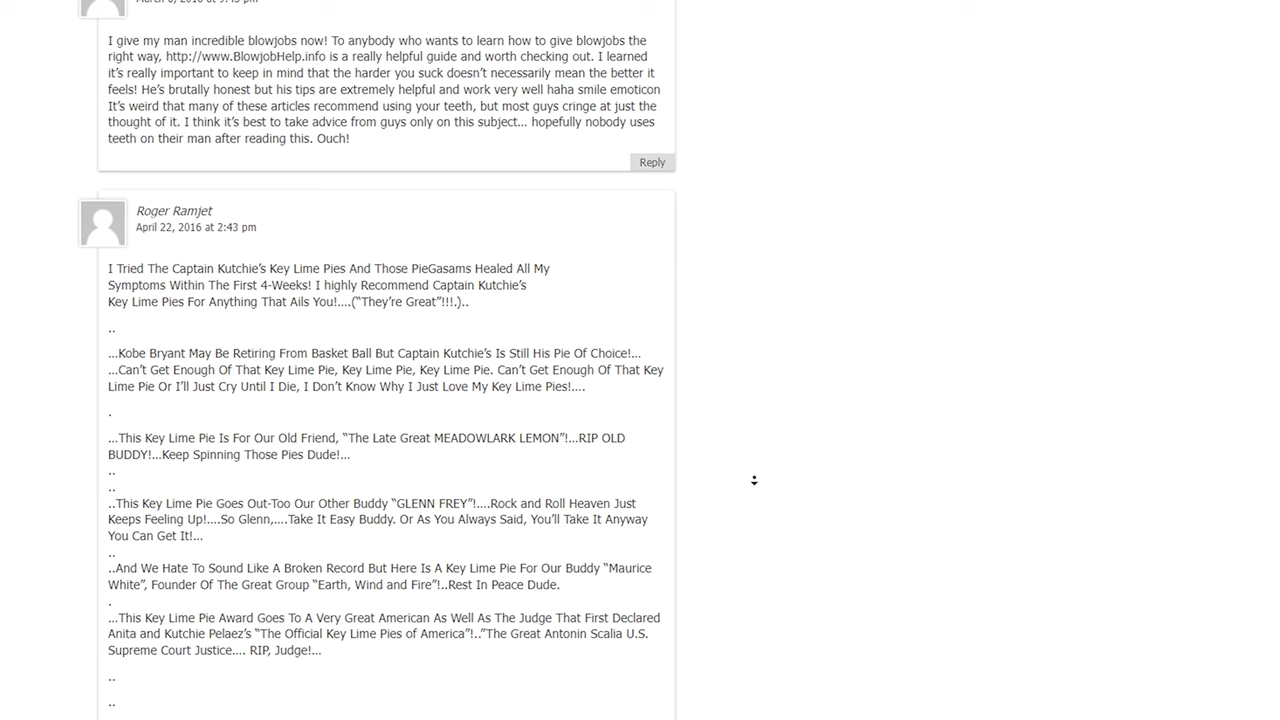 I give my man incredible blowjobs now! To anybody who wants to learn how to give blowjobs the
right way, http://www.BlowjobHelp.info is a really helpful guide and worth checking out. I learned
it’s really important to keep in mind that the harder you suck doesn’t necessarily mean the better it
feels! He’s brutally honest but his tips are extremely helpful and work very well haha smile emoticon
It’s weird that many of these articles recommend using your teeth, but most guys cringe at just the
thought of it. I think it’s best to take advice from guys only on this subject… hopefully nobody uses
teeth on their man after reading this. Ouch!
Reply
Roger Ramjet
April 22, 2016 at 2:43 pm
I Tried The Captain Kutchie’s Key Lime Pies And Those PieGasams Healed All My
Symptoms Within The First 4-Weeks! I highly Recommend Captain Kutchie’s
Key Lime Pies For Anything That Ails You!….(“They’re Great”!!!.)..
..
…Kobe Bryant May Be Retiring From Basket Ball But Captain Kutchie’s Is Still His Pie Of Choice!…
…Can’t Get Enough Of That Key Lime Pie, Key Lime Pie, Key Lime Pie. Can’t Get Enough Of That Key
Lime Pie Or I’ll Just Cry Until I Die, I Don’t Know Why I Just Love My Key Lime Pies!….
.
…This Key Lime Pie Is For Our Old Friend, “The Late Great MEADOWLARK LEMON”!…RIP OLD
BUDDY!…Keep Spinning Those Pies Dude!…
..
..
..This Key Lime Pie Goes Out-Too Our Other Buddy “GLENN FREY”!….Rock and Roll Heaven Just
Keeps Feeling Up!….So Glenn,….Take It Easy Buddy. Or As You Always Said, You’ll Take It Anyway
You Can Get It!…
..
..And We Hate To Sound Like A Broken Record But Here Is A Key Lime Pie For Our Buddy “Maurice
White”, Founder Of The Great Group “Earth, Wind and Fire”!..Rest In Peace Dude.
.
…This Key Lime Pie Award Goes To A Very Great American As Well As The Judge That First Declared
Anita and Kutchie Pelaez’s “The Official Key Lime Pies of America”!..”The Great Antonin Scalia U.S.
Supreme Court Justice…. RIP, Judge!…
..
..